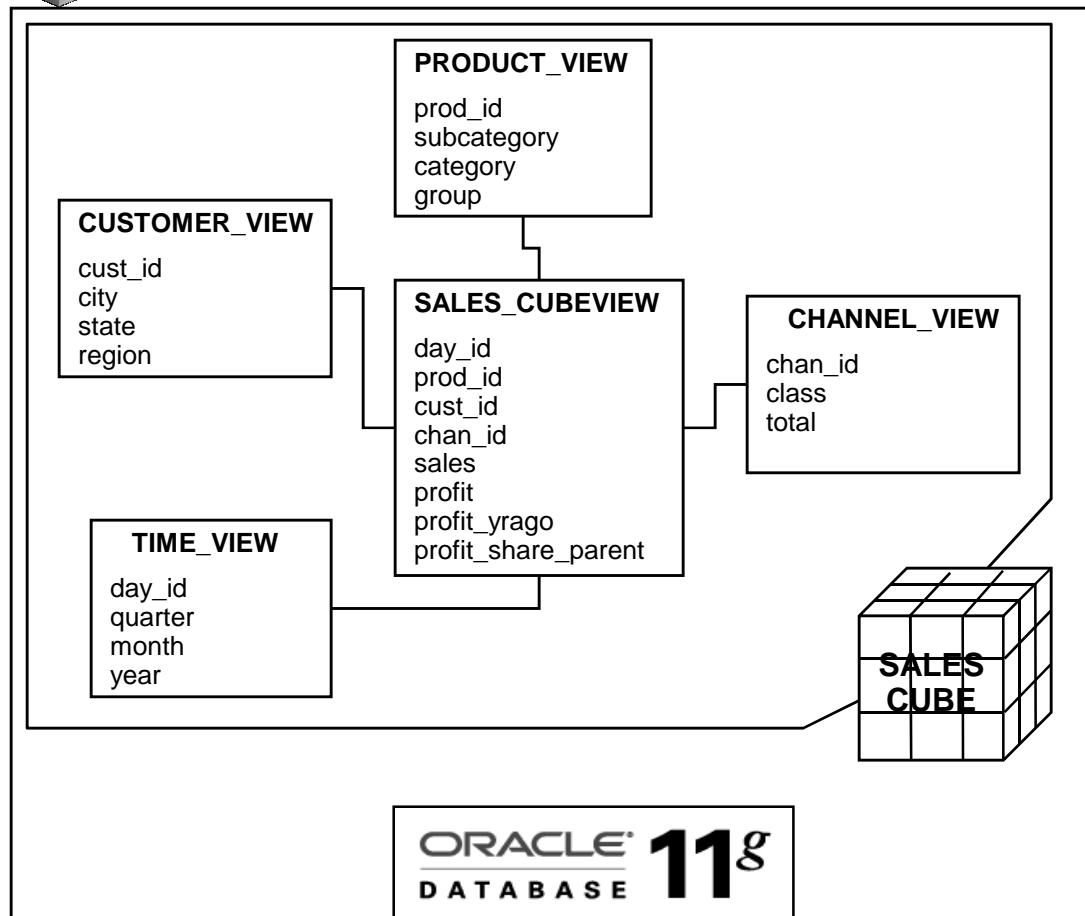 PRODUCT_VIEW
prod_id
subcategory
category
group
CUSTOMER_VIEW
cust_id
city
state
region
SALES_CUBEVIEW
day_id
prod_id
cust_id
chan_id
sales
profit
profit_yrago
profit_share_parent
CHANNEL_VIEW
chan_id
class
total
TIME_VIEW
day_id
quarter
month
year
SALES
CUBE
ORACLE®
DATABASE
11g